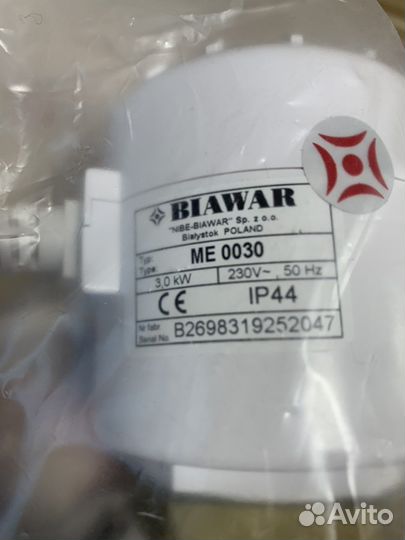 BIAWAR
"NIBE-BIAWAR" Sp. z o.o.
Białystok POLAND
Typ:
Type: ME 0030
3,0 kW 230V~ , 50 Hz
CE IP44
Nr fabr.
Serial No. B2698319252047
Avito